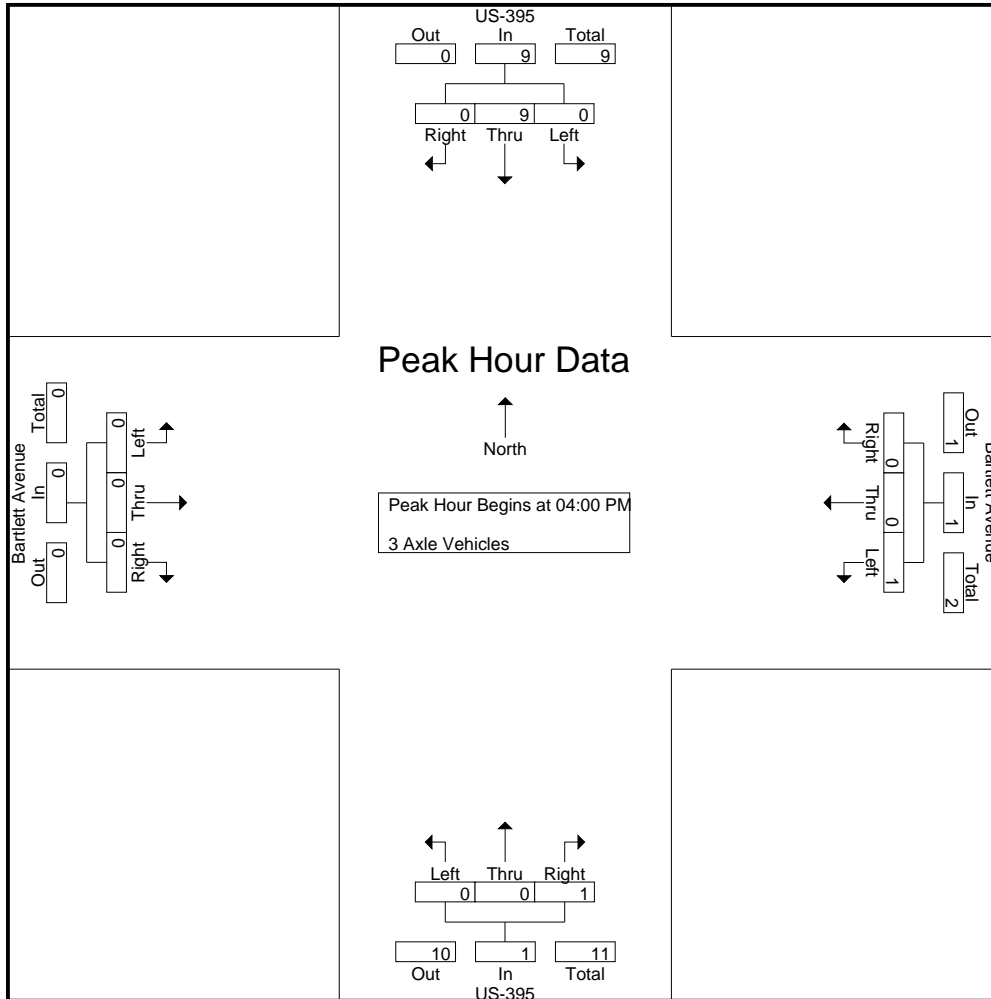 US-395
Out In Total
0 9 9
0 9 0
Right Thru Left
Peak Hour Data
North
Peak Hour Begins at 04:00 PM
3 Axle Vehicles
Bartlett Avenue
Total In Out
0 0 0
0 0 0
Left Thru Right
Right Thru Left
0 0 1
Out In Total
1 1 2
Bartlett Avenue
Left Thru Right
0 0 1
10 1 11
Out In Total
US-395